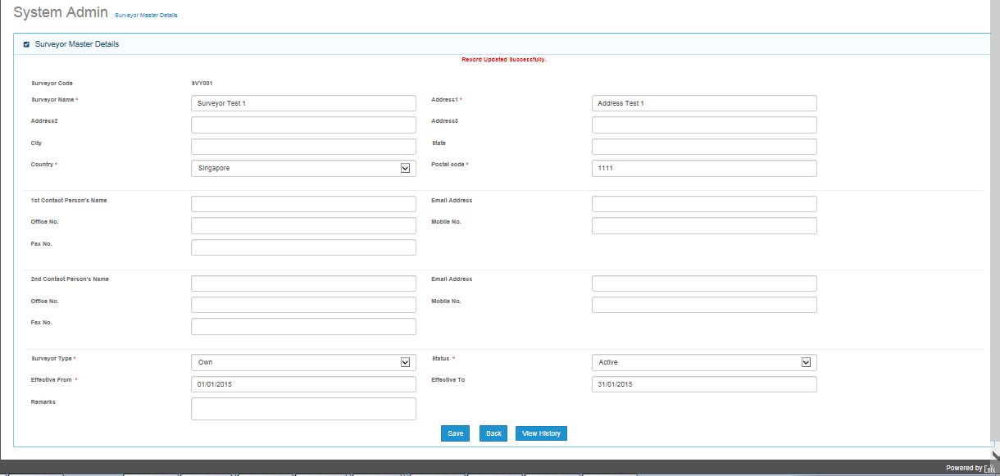 System Admin Surveyor Master Details
Surveyor Master Details
Record Updated Successfully.
Surveyor Code SVY001
Surveyor Name * Surveyor Test 1 Address1 * Address Test 1
Address2 Address3
City State
Country * Singapore Postal code * 1111
1st Contact Person's Name Email Address
Office No. Mobile No.
Fax No.
2nd Contact Person's Name Email Address
Office No. Mobile No.
Fax No.
Surveyor Type * Own Status * Active
Effective From * 01/01/2015 Effective To 31/01/2015
Remarks
Save Back View History
Powered by Ebix